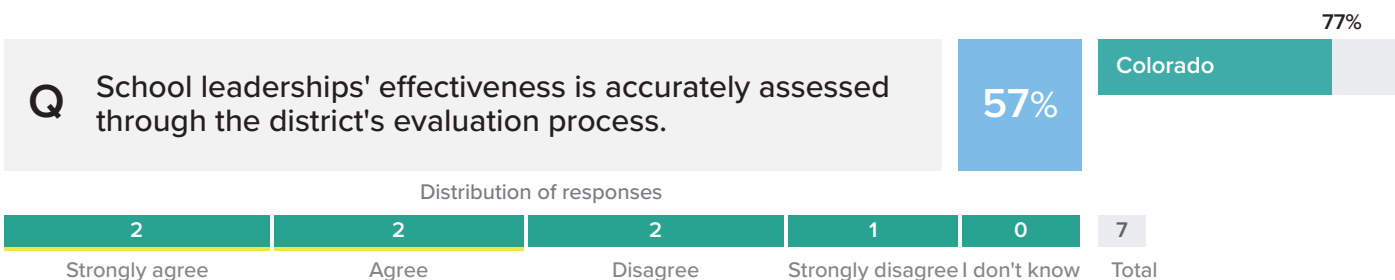 77%
Q School leaderships' effectiveness is accurately assessed
through the district's evaluation process.
57%
Colorado
Distribution of responses
2 2 2 1 0 7
Strongly agree Agree Disagree Strongly disagree I don't know Total